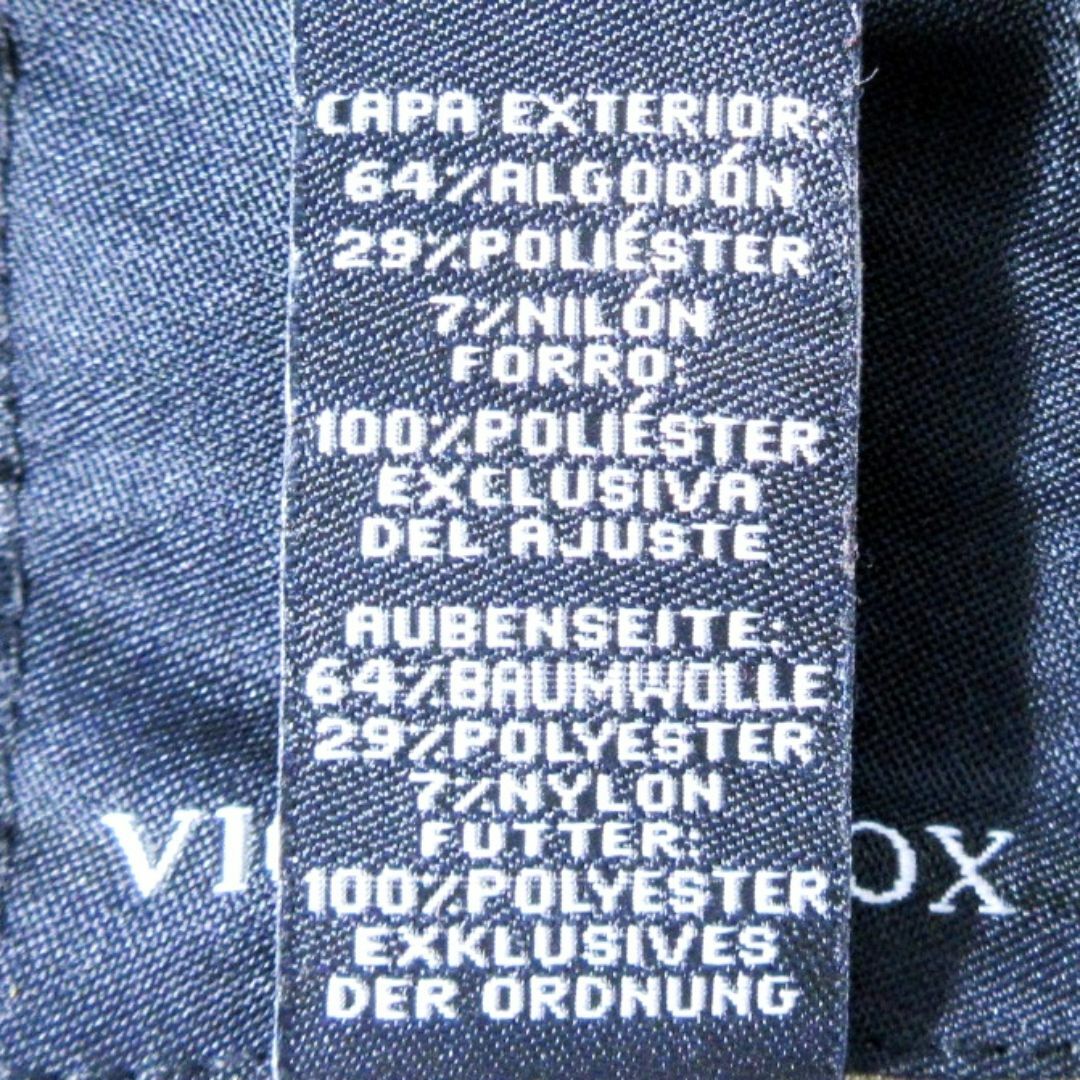 CAPA EXTERIOR:
64%ALGODÓN
29%POLIÉSTER
7%NILÓN
FORRO:
100%POLIÉSTER
EXCLUSIVA
DEL AJUSTE
AUBENSEITE:
64%BAUMWOLLE
29%POLYESTER
7%NYLON
FUTTER:
100%POLYESTER
EXKLUSIVES
DER ORDNUNG